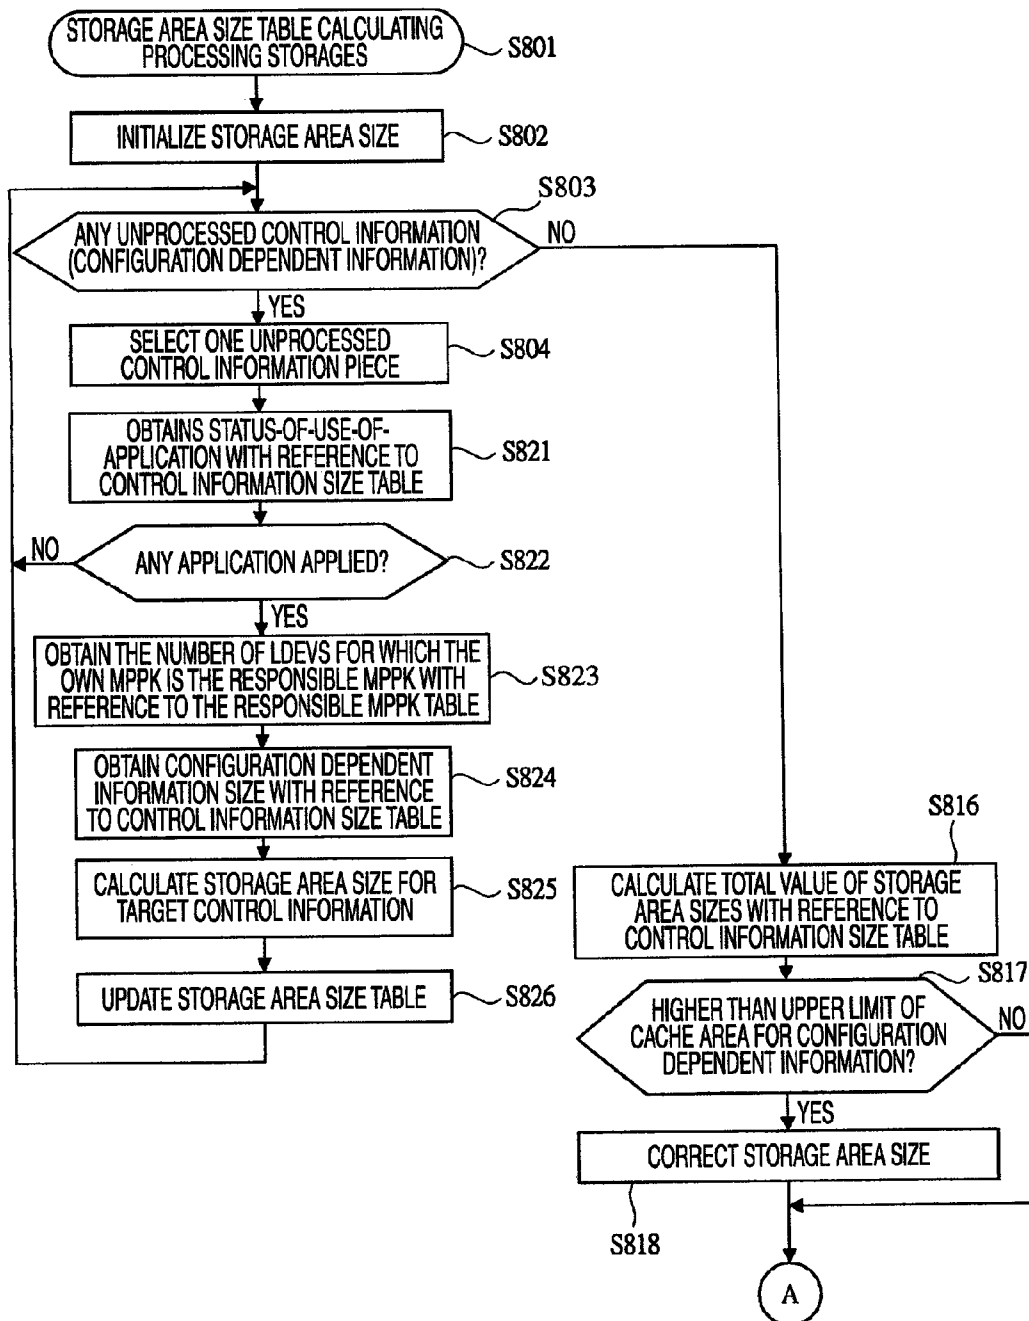 STORAGE AREA SIZE TABLE CALCULATING
PROCESSING STORAGES
S801
INITIALIZE STORAGE AREA SIZE
S802
S803
ANY UNPROCESSED CONTROL INFORMATION
(CONFIGURATION DEPENDENT INFORMATION)?
NO
YES
SELECT ONE UNPROCESSED
CONTROL INFORMATION PIECE
S804
OBTAINS STATUS-OF-USE-OF-
APPLICATION WITH REFERENCE TO
CONTROL INFORMATION SIZE TABLE
S821
NO
ANY APPLICATION APPLIED?
S822
YES
OBTAIN THE NUMBER OF LDEVS FOR WHICH THE
OWN MPPK IS THE RESPONSIBLE MPPK WITH
REFERENCE TO THE RESPONSIBLE MPPK TABLE
S823
OBTAIN CONFIGURATION DEPENDENT
INFORMATION SIZE WITH REFERENCE
TO CONTROL INFORMATION SIZE TABLE
S824
CALCULATE STORAGE AREA SIZE FOR
TARGET CONTROL INFORMATION
S825
UPDATE STORAGE AREA SIZE TABLE
S826
S816
CALCULATE TOTAL VALUE OF STORAGE
AREA SIZES WITH REFERENCE TO
CONTROL INFORMATION SIZE TABLE
S817
HIGHER THAN UPPER LIMIT OF
CACHE AREA FOR CONFIGURATION
DEPENDENT INFORMATION?
NO
YES
CORRECT STORAGE AREA SIZE
S818
A